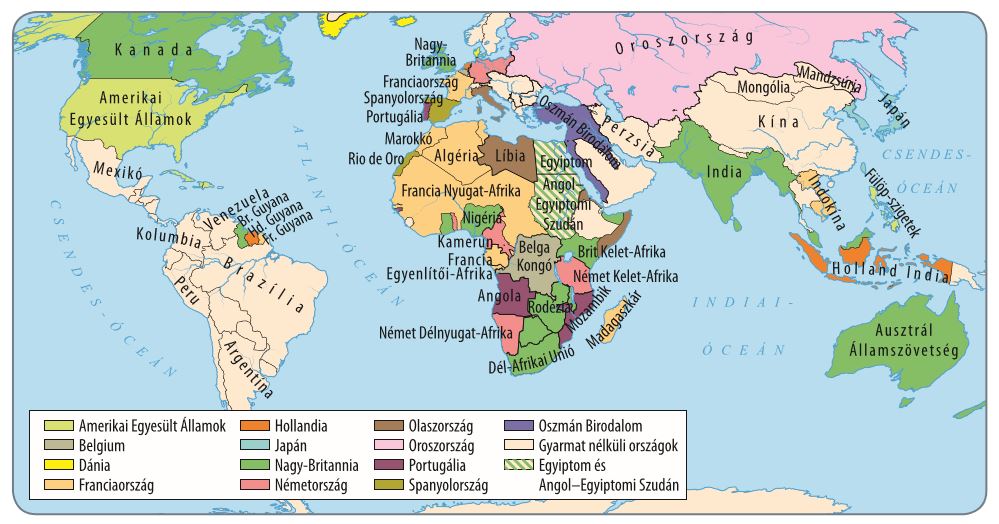 Kanada
Amerikai
Egyesült Államok
Mexikó
Venezuela
Br. Guyana
Hd. Guyana
Fr. Guyana
Kolumbia
Brazília
Peru
Argentína
CSENDES-ÓCEÁN
ATLANTI-ÓCEÁN
Nagy-
Britannia
Franciaország
Spanyolország
Portugália
Marokkó
Rio de Oro
Algéria
Líbia
Egyiptom
Angol-
Egyiptomi
Szudán
Francia Nyugat-Afrika
Nigéria
Kamerun
Francia
Egyenlítői-Afrika
Belga
Kongó
Brit Kelet-Afrika
Német Kelet-Afrika
Angola
Rodézia
Mozambik
Madagaszkár
Német Délnyugat-Afrika
Dél-Afrikai Unió
Oroszország
Oszmán Birodalom
Perzsia
Mongólia
Mandzsúria
Kína
Japán
India
Indokína
Fülöp-szigetek
CSENDES-
ÓCEÁN
Holland India
INDIAI-
ÓCEÁN
Ausztrál
Államszövetség
Amerikai Egyesült Államok
Belgium
Dánia
Franciaország
Hollandia
Japán
Nagy-Britannia
Németország
Olaszország
Oroszország
Portugália
Spanyolország
Oszmán Birodalom
Gyarmat nélküli országok
Egyiptom és
Angol–Egyiptomi Szudán